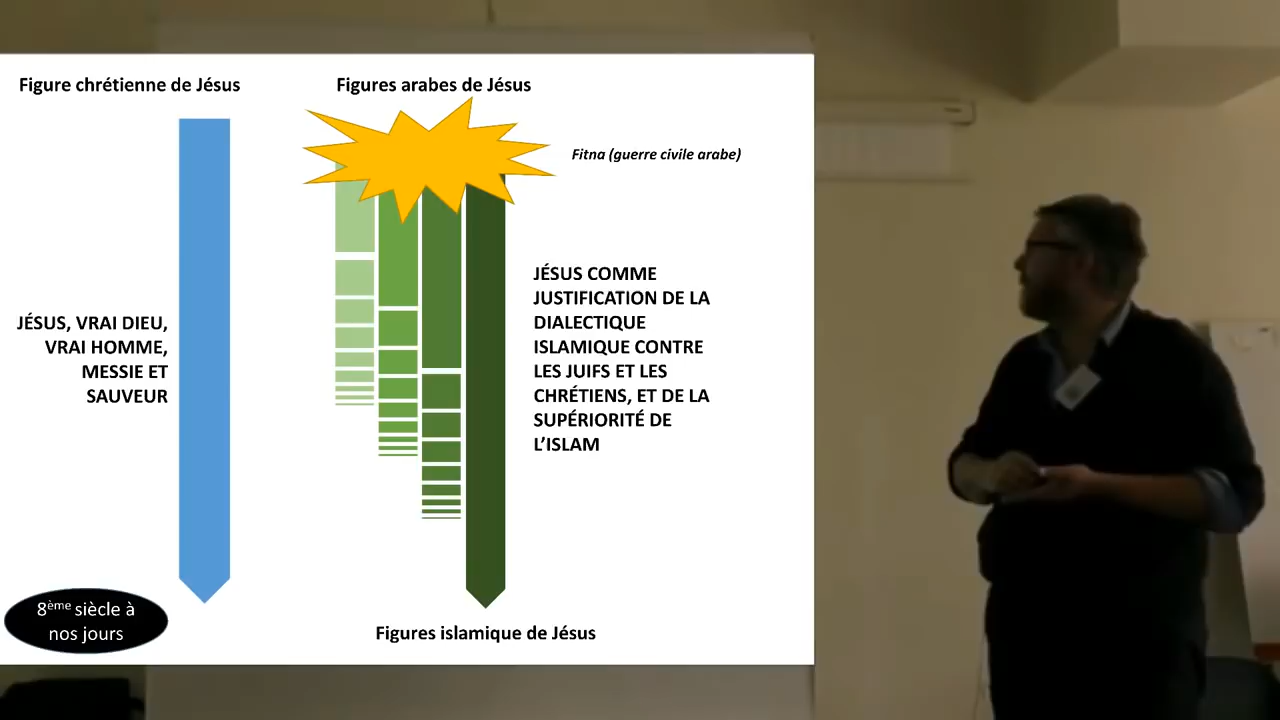 Figure chrétienne de Jésus
Figures arabes de Jésus
Fitna (guerre civile arabe)
JÉSUS, VRAI DIEU,
VRAI HOMME,
MESSIE ET
SAUVEUR
JÉSUS COMME
JUSTIFICATION DE LA
DIALECTIQUE
ISLAMIQUE CONTRE
LES JUIFS ET LES
CHRÉTIENS, ET DE LA
SUPÉRIORITÉ DE
L’ISLAM
8ème siècle à
nos jours
Figures islamique de Jésus